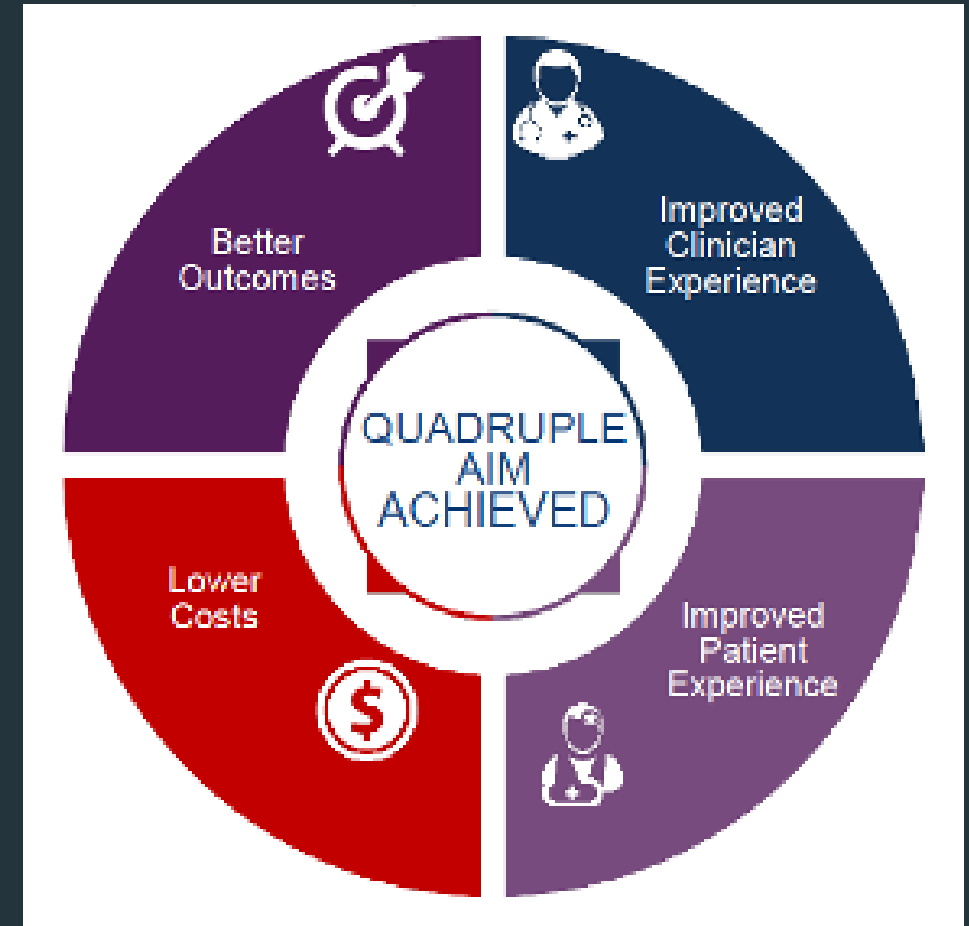 Better
Outcomes
Improved
Clinician
Experience
QUADRUPLE
AIM
ACHIEVED
Lower
Costs
$
Improved
Patient
Experience